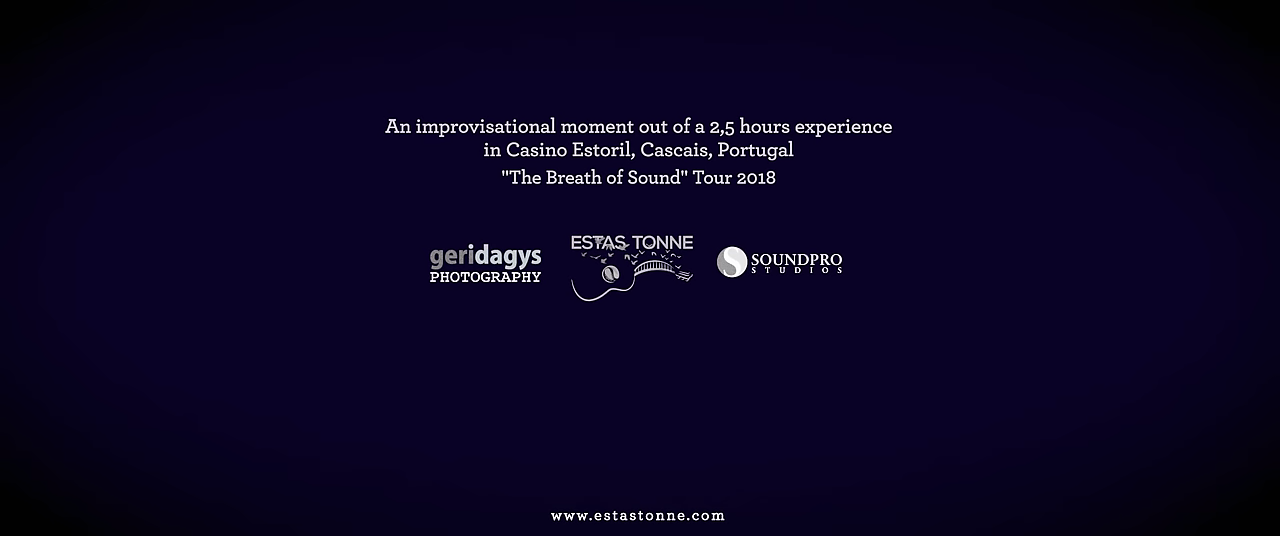 An improvisational moment out of a 2,5 hours experience
in Casino Estoril, Cascais, Portugal
"The Breath of Sound" Tour 2018
geridagys
PHOTOGRAPHY
ESTAS TONNE
SOUNDPRO
STUDIOS
www.estastonne.com